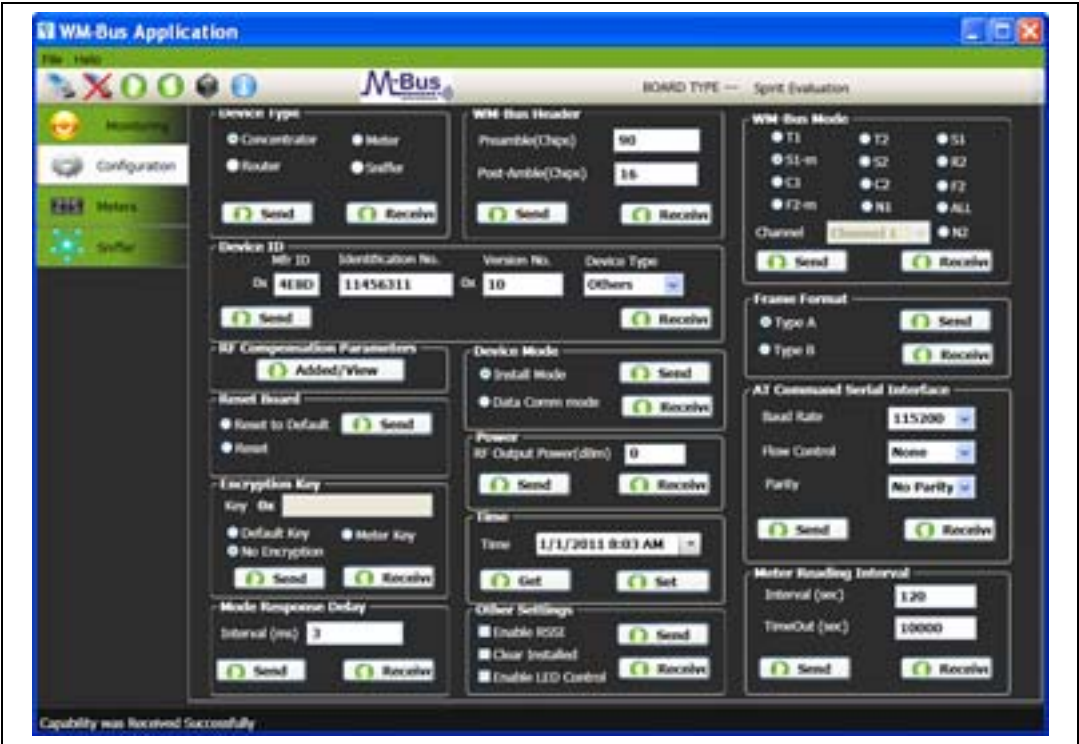 WM-Bus Application
File Help
M-Bus
BOARD TYPE --- Spirit Evaluation
Monitoring
Configuration
Meters
Sniffer
Device Type
Concentrator
Meter
Router
Sniffer
Send
Receive
WM-Bus Header
Preamble(Chips) 90
Post-Amble(Chips) 16
Send
Receive
WM-Bus Mode
T1 T2 S1
S1-m S2 R2
C1 C2 F2
F2-m N1 ALL
Channel Channel 1 N2
Send
Receive
Device ID
Mfr ID Identification No. Version No. Device Type
0x 4E8D 11456311 0x 10 Others
Send
Receive
Frame Format
Type A Send
Type B Receive
RF Compensation Parameters
Added/View
Device Mode
Install Mode Send
Data Comm mode Receive
AT Command Serial Interface
Baud Rate 115200
Flow Control None
Parity No Parity
Send
Receive
Reset Board
Reset to Default Send
Reset
Power
RF Output Power(dBm) 0
Send
Receive
Encryption Key
Key 0x
Default Key
Meter Key
No Encryption
Send
Receive
Time
Time 1/1/2011 8:03 AM
Get
Set
Meter Reading Interval
Interval (sec) 120
TimeOut (sec) 10000
Send
Receive
Mode Response Delay
Interval (ms) 3
Send
Receive
Other Settings
Enable RSSI Send
Clear Installed
Enable LED Control Receive
Capability was Received Successfully